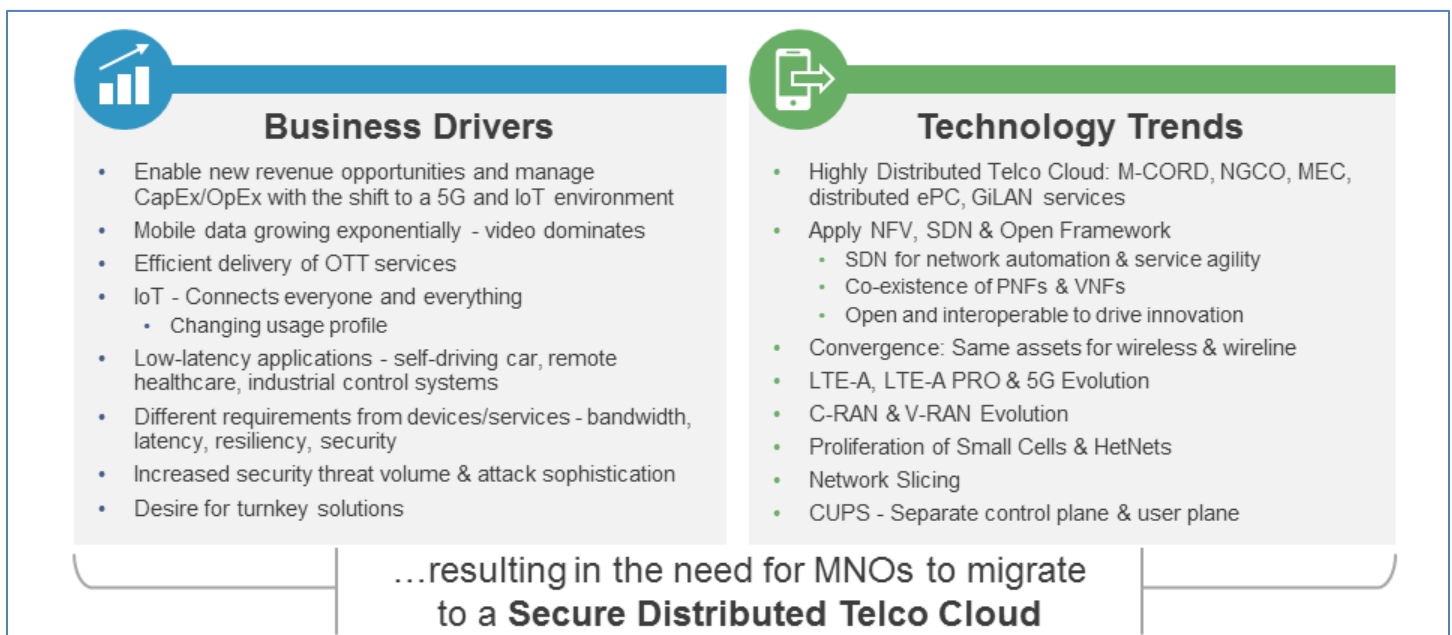 Business Drivers
• Enable new revenue opportunities and manage
CapEx/OpEx with the shift to a 5G and IoT environment
• Mobile data growing exponentially - video dominates
• Efficient delivery of OTT services
• IoT - Connects everyone and everything
• Changing usage profile
• Low-latency applications - self-driving car, remote
healthcare, industrial control systems
• Different requirements from devices/services - bandwidth,
latency, resiliency, security
• Increased security threat volume & attack sophistication
• Desire for turnkey solutions
Technology Trends
• Highly Distributed Telco Cloud: M-CORD, NGCO, MEC,
distributed ePC, GiLAN services
• Apply NFV, SDN & Open Framework
• SDN for network automation & service agility
• Co-existence of PNFs & VNFs
• Open and interoperable to drive innovation
• Convergence: Same assets for wireless & wireline
• LTE-A, LTE-A PRO & 5G Evolution
• C-RAN & V-RAN Evolution
• Proliferation of Small Cells & HetNets
• Network Slicing
• CUPS - Separate control plane & user plane
...resulting in the need for MNOs to migrate
to a Secure Distributed Telco Cloud